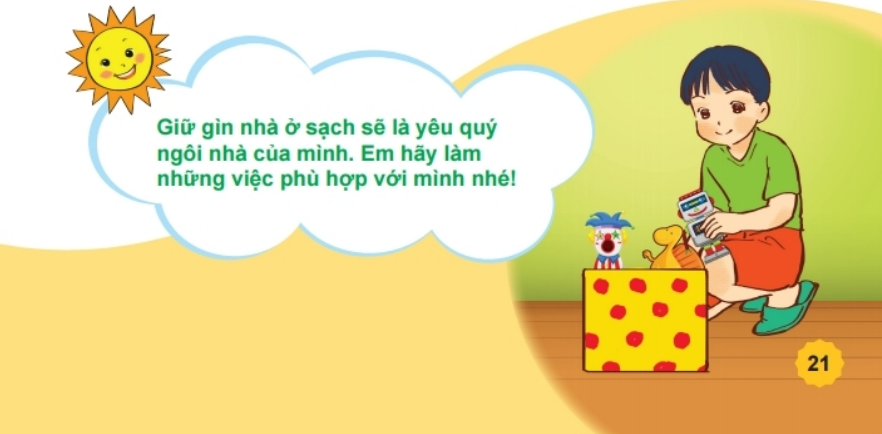 Giữ gìn nhà ở sạch sẽ là yêu quý
ngôi nhà của mình. Em hãy làm
những việc phù hợp với mình nhé!
21